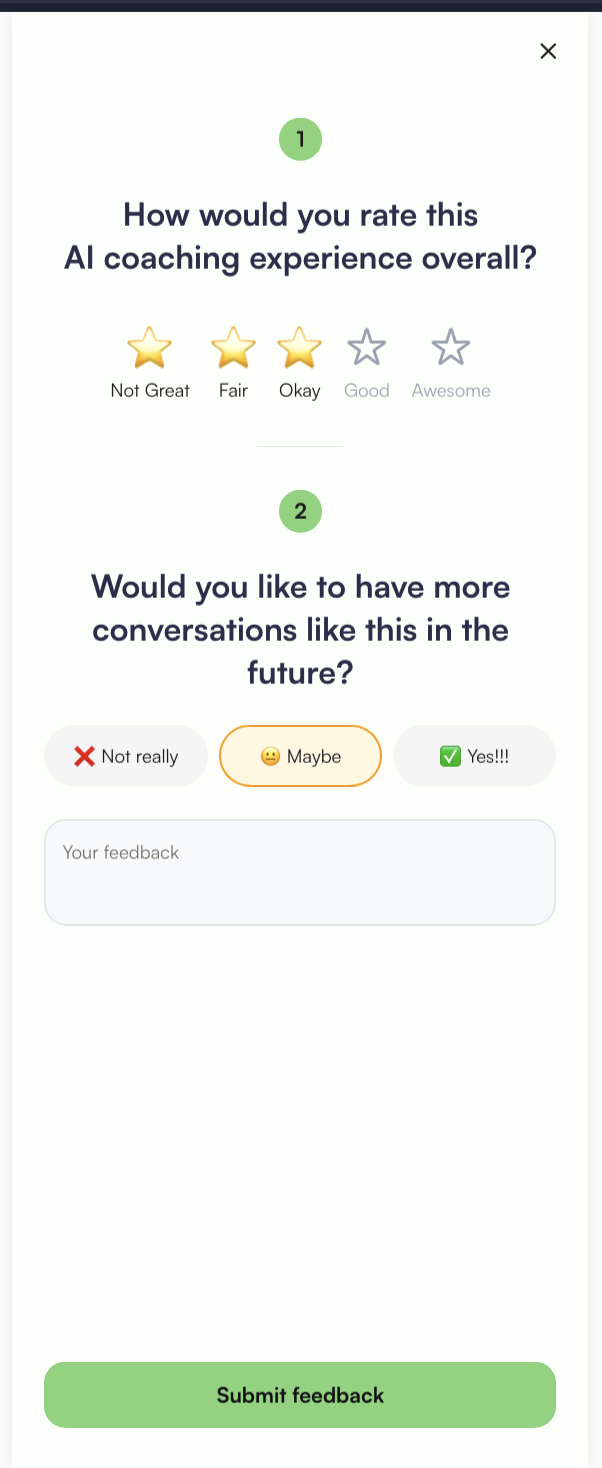 1
How would you rate this
AI coaching experience overall?
Not Great Fair Okay Good Awesome
2
Would you like to have more
conversations like this in the
future?
❌ Not really 😐 Maybe ✅ Yes!!!
Your feedback
Submit feedback